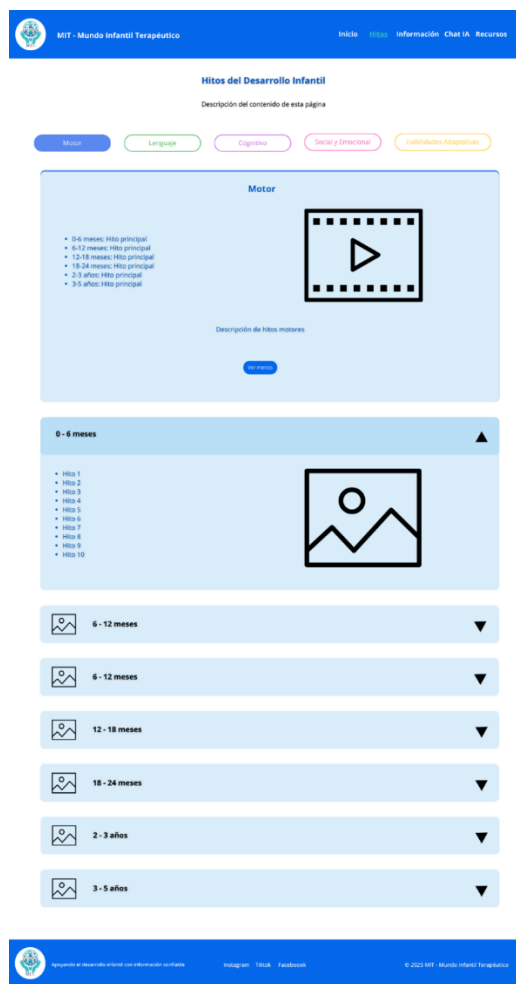 MIT - Mundo Infantil Terapéutico
Inicio Hitos Información Chat IA Recursos
Hitos del Desarrollo Infantil
Descripción del contenido de esta página
Motor Lenguaje Cognitivo Social y Emocional Habilidades Adaptativas
Motor
0-6 meses: Hito principal
6-12 meses: Hito principal
12-18 meses: Hito principal
18-24 meses: Hito principal
2-3 años: Hito principal
3-5 años: Hito principal
Descripción de hitos motores
Ver menos
0 - 6 meses
Hito 1
Hito 2
Hito 3
Hito 4
Hito 5
Hito 6
Hito 7
Hito 8
Hito 9
Hito 10
6 - 12 meses
6 - 12 meses
12 - 18 meses
18 - 24 meses
2 - 3 años
3 - 5 años
Apoyando el desarrollo infantil con información confiable
Instagram Tiktok Facebook
© 2025 MIT - Mundo Infantil Terapéutico